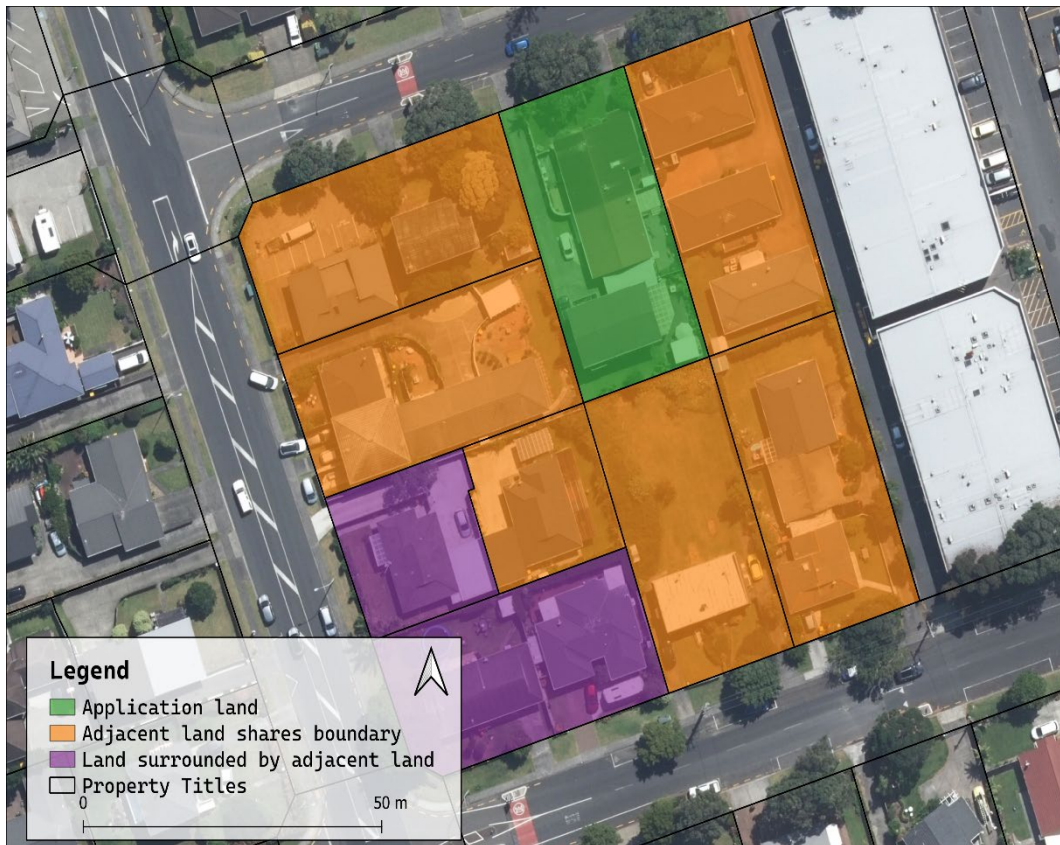 Legend
Application land
Adjacent land shares boundary
Land surrounded by adjacent land
Property Titles
0 50 m